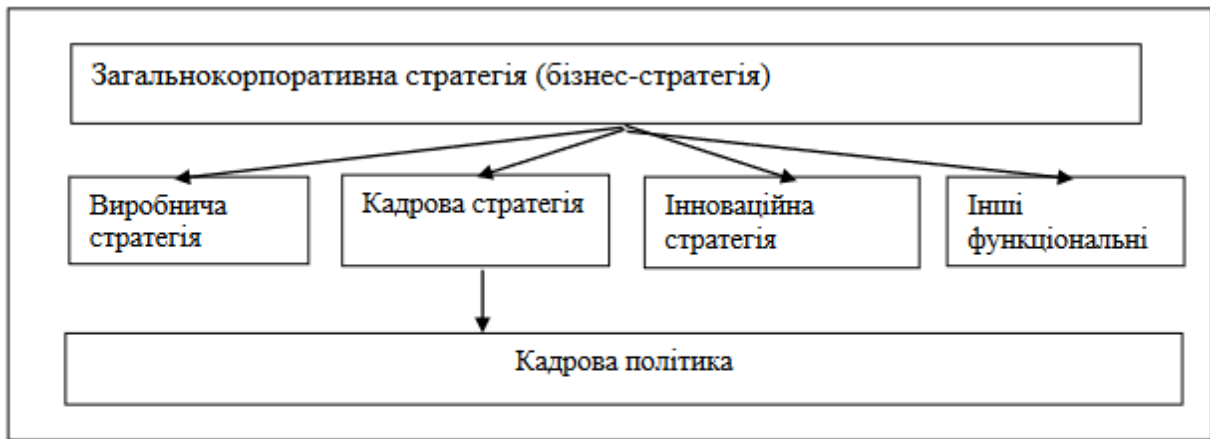 Загальнокорпоративна стратегія (бізнес-стратегія)
Виробнича
стратегія
Кадрова стратегія
Інноваційна
стратегія
Інші
функціональні
Кадрова політика